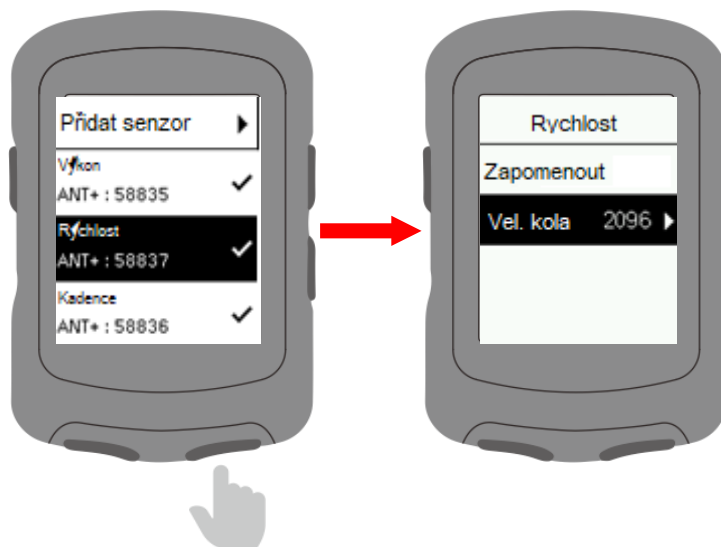 Přidat senzor
Výkon
ANT+ : 58835
Rychlost
ANT+ : 58837
Kadence
ANT+ : 58836
Rychlost
Zapomenout
Vel. kola 2096